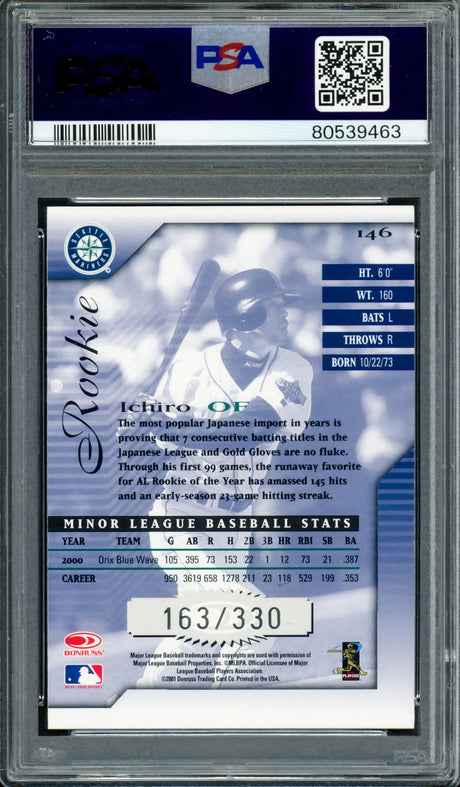 PSA
PSA
80539463
146
SEATTLE
MARINERS
HT. 6'0"
WT. 160
BATS L
THROWS R
BORN 10/22/73
Rookie
Ichiro OF
The most popular Japanese import in years is
proving that 7 consecutive batting titles in the
Japanese League and Gold Gloves are no fluke.
Through his first 99 games, the runaway favorite
for AL Rookie of the Year has amassed 145 hits
and an early-season 23-game hitting streak.
MINOR LEAGUE BASEBALL STATS
YEAR TEAM G AB R H 2B 3B HR RBI SB BA
2000 Orix Blue Wave 105 395 73 153 22 1 12 73 21 .387
CAREER 950 3619 658 1278 211 23 118 529 199 .353
163/330
DONRUSS
Major League Baseball trademarks and copyrights are used with permission of
Major League Baseball Properties, Inc. ©MLBPA. Official Licensee of Major
League Baseball Players Association.
©2001 Donruss Trading Card Co. Printed in the USA.
PLAYERS
PSA